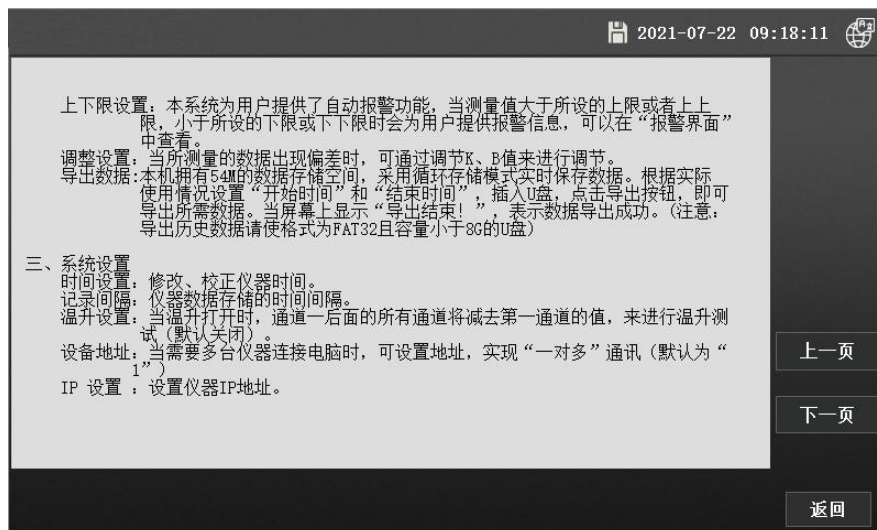 2021-07-22 09:18:11
上下限设置：本系统为用户提供了自动报警功能，当测量值大于所设的上限或者上上
限，小于所设的下限或下下限时会为用户提供报警信息，可以在“报警界面”
中查看。
调整设置：当所测量的数据出现偏差时，可通过调节K、B值来进行调节。
导出数据:本机拥有54M的数据存储空间，采用循环存储模式实时保存数据。根据实际
使用情况设置“开始时间”和“结束时间”，插入U盘，点击导出按钮，即可
导出所需数据。当屏幕上显示“导出结束！”，表示数据导出成功。（注意：
导出历史数据请使格式为FAT32且容量小于8G的U盘）
三、系统设置
时间设置：修改、校正仪器时间。
记录间隔：仪器数据存储的时间间隔。
温升设置：当温升打开时，通道一后面的所有通道将减去第一通道的值，来进行温升测
试（默认关闭）。
设备地址：当需要多台仪器连接电脑时，可设置地址，实现“一对多”通讯（默认为“
1”）
IP 设置 ：设置仪器IP地址。
上一页
下一页
返回